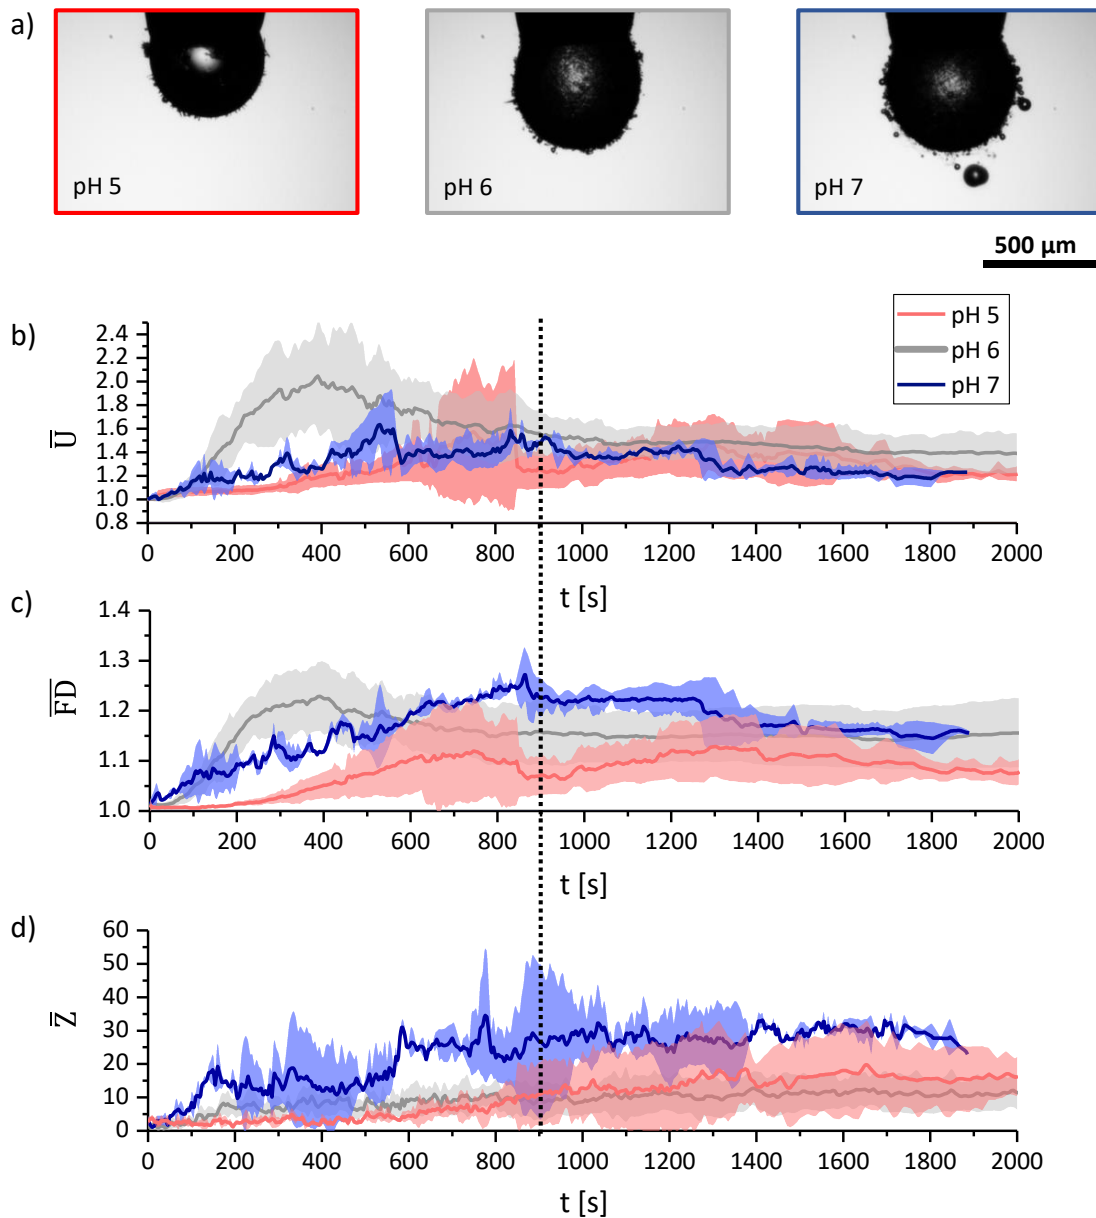 a)
pH 5
pH 6
pH 7
500 µm
b)
pH 5
pH 6
pH 7
2.4
2.2
2.0
1.8
1.6
1.4
1.2
1.0
0.8
U̅
0 200 400 600 800 1000 1200 1400 1600 1800 2000
t [s]
c)
1.4
1.3
1.2
1.1
1.0
F̅D̅
0 200 400 600 800 1000 1200 1400 1600 1800 2000
t [s]
d)
60
50
40
30
20
10
0
Z̅
0 200 400 600 800 1000 1200 1400 1600 1800 2000
t [s]